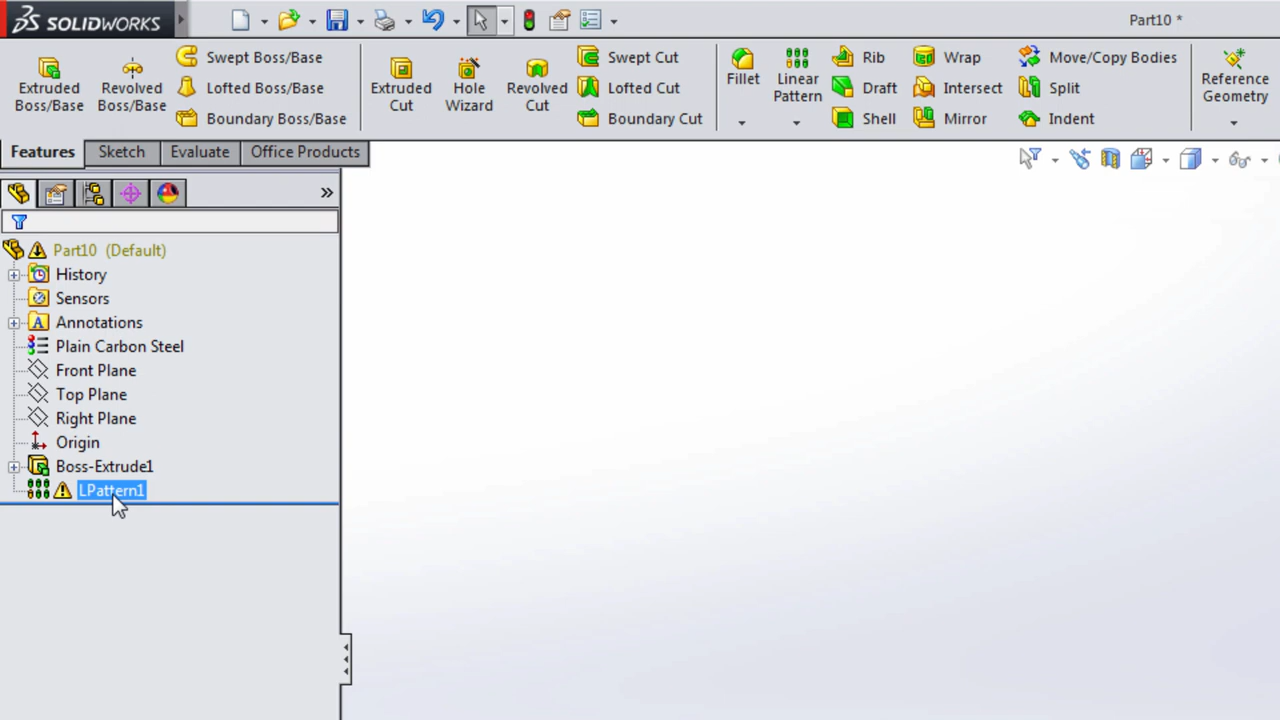 SOLIDWORKS
Part10 *
Extruded Boss/Base
Revolved Boss/Base
Swept Boss/Base
Lofted Boss/Base
Boundary Boss/Base
Extruded Cut
Hole Wizard
Revolved Cut
Swept Cut
Lofted Cut
Boundary Cut
Fillet
Linear Pattern
Rib
Draft
Shell
Wrap
Intersect
Mirror
Move/Copy Bodies
Split
Indent
Reference Geometry
Features
Sketch
Evaluate
Office Products
Part10 (Default)
History
Sensors
Annotations
Plain Carbon Steel
Front Plane
Top Plane
Right Plane
Origin
Boss-Extrude1
LPattern1